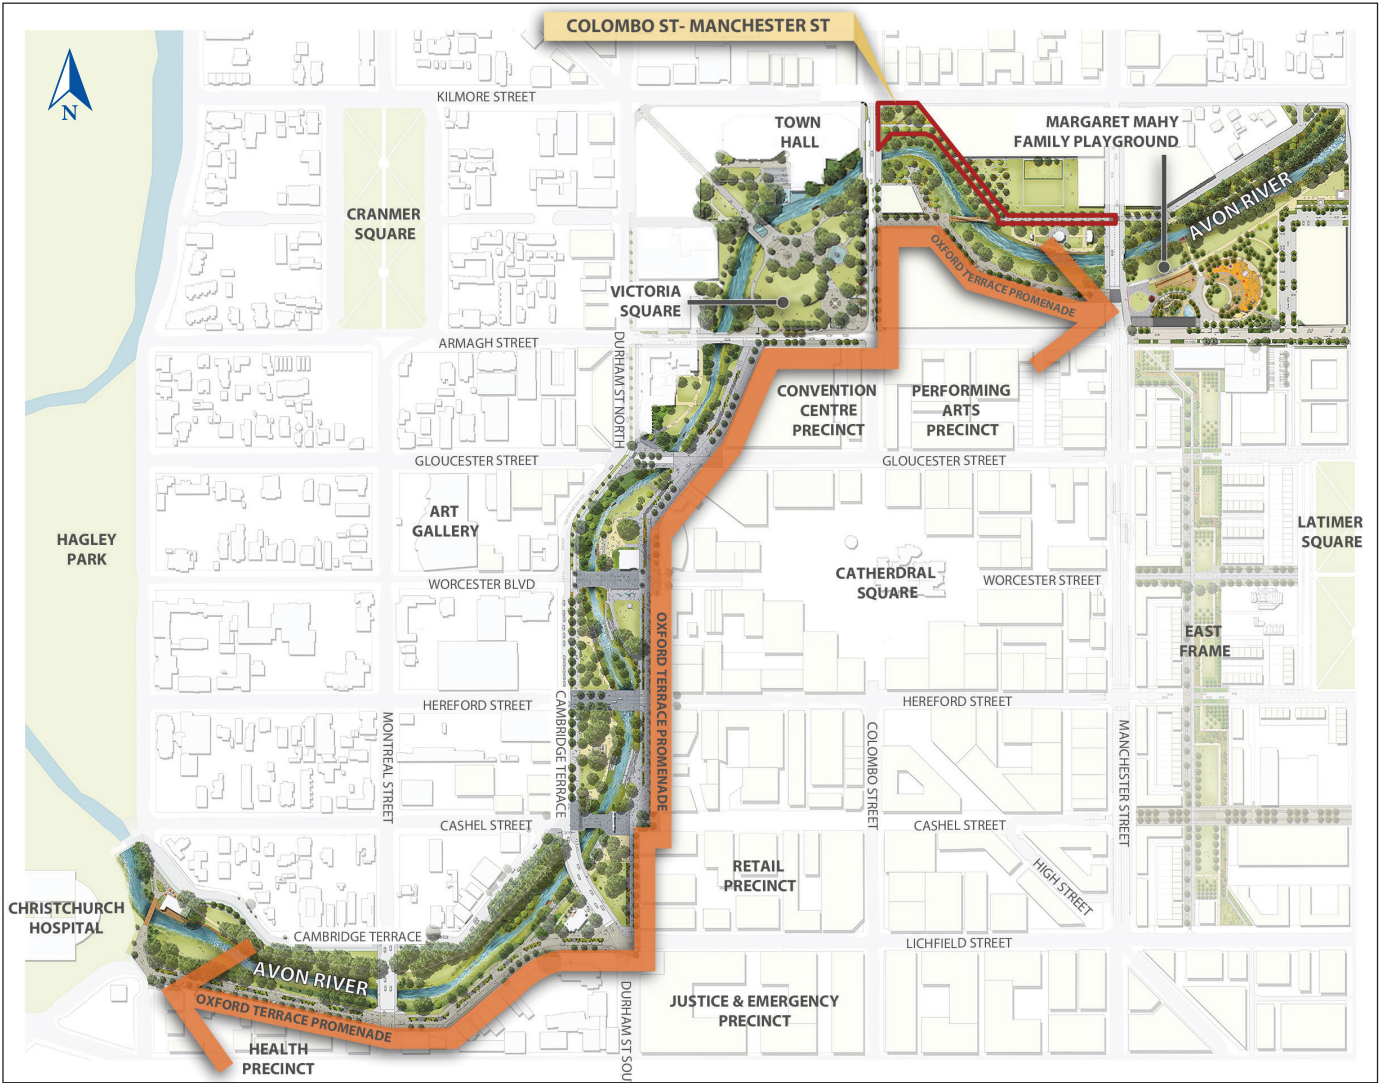 COLOMBO ST- MANCHESTER ST
N
KILMORE STREET
TOWN
HALL
MARGARET MAHY
FAMILY PLAYGROUND
CRANMER
SQUARE
AVON RIVER
OXFORD TERRACE PROMENADE
VICTORIA
SQUARE
ARMAGH STREET
DURHAM ST NORTH
CONVENTION
CENTRE
PRECINCT
PERFORMING
ARTS
PRECINCT
GLOUCESTER STREET
GLOUCESTER STREET
ART
GALLERY
HAGLEY
PARK
LATIMER
SQUARE
CATHERDRAL
SQUARE
WORCESTER BLVD
WORCESTER STREET
OXFORD TERRACE PROMENADE
EAST
FRAME
HEREFORD STREET
HEREFORD STREET
MONTREAL STREET
CAMBRIDGE TERRACE
COLOMBO STREET
MANCHESTER STREET
CASHEL STREET
CASHEL STREET
RETAIL
PRECINCT
HIGH STREET
CHRISTCHURCH
HOSPITAL
CAMBRIDGE TERRACE
LICHFIELD STREET
AVON RIVER
OXFORD TERRACE PROMENADE
DURHAM ST SOU
JUSTICE & EMERGENCY
PRECINCT
HEALTH
PRECINCT